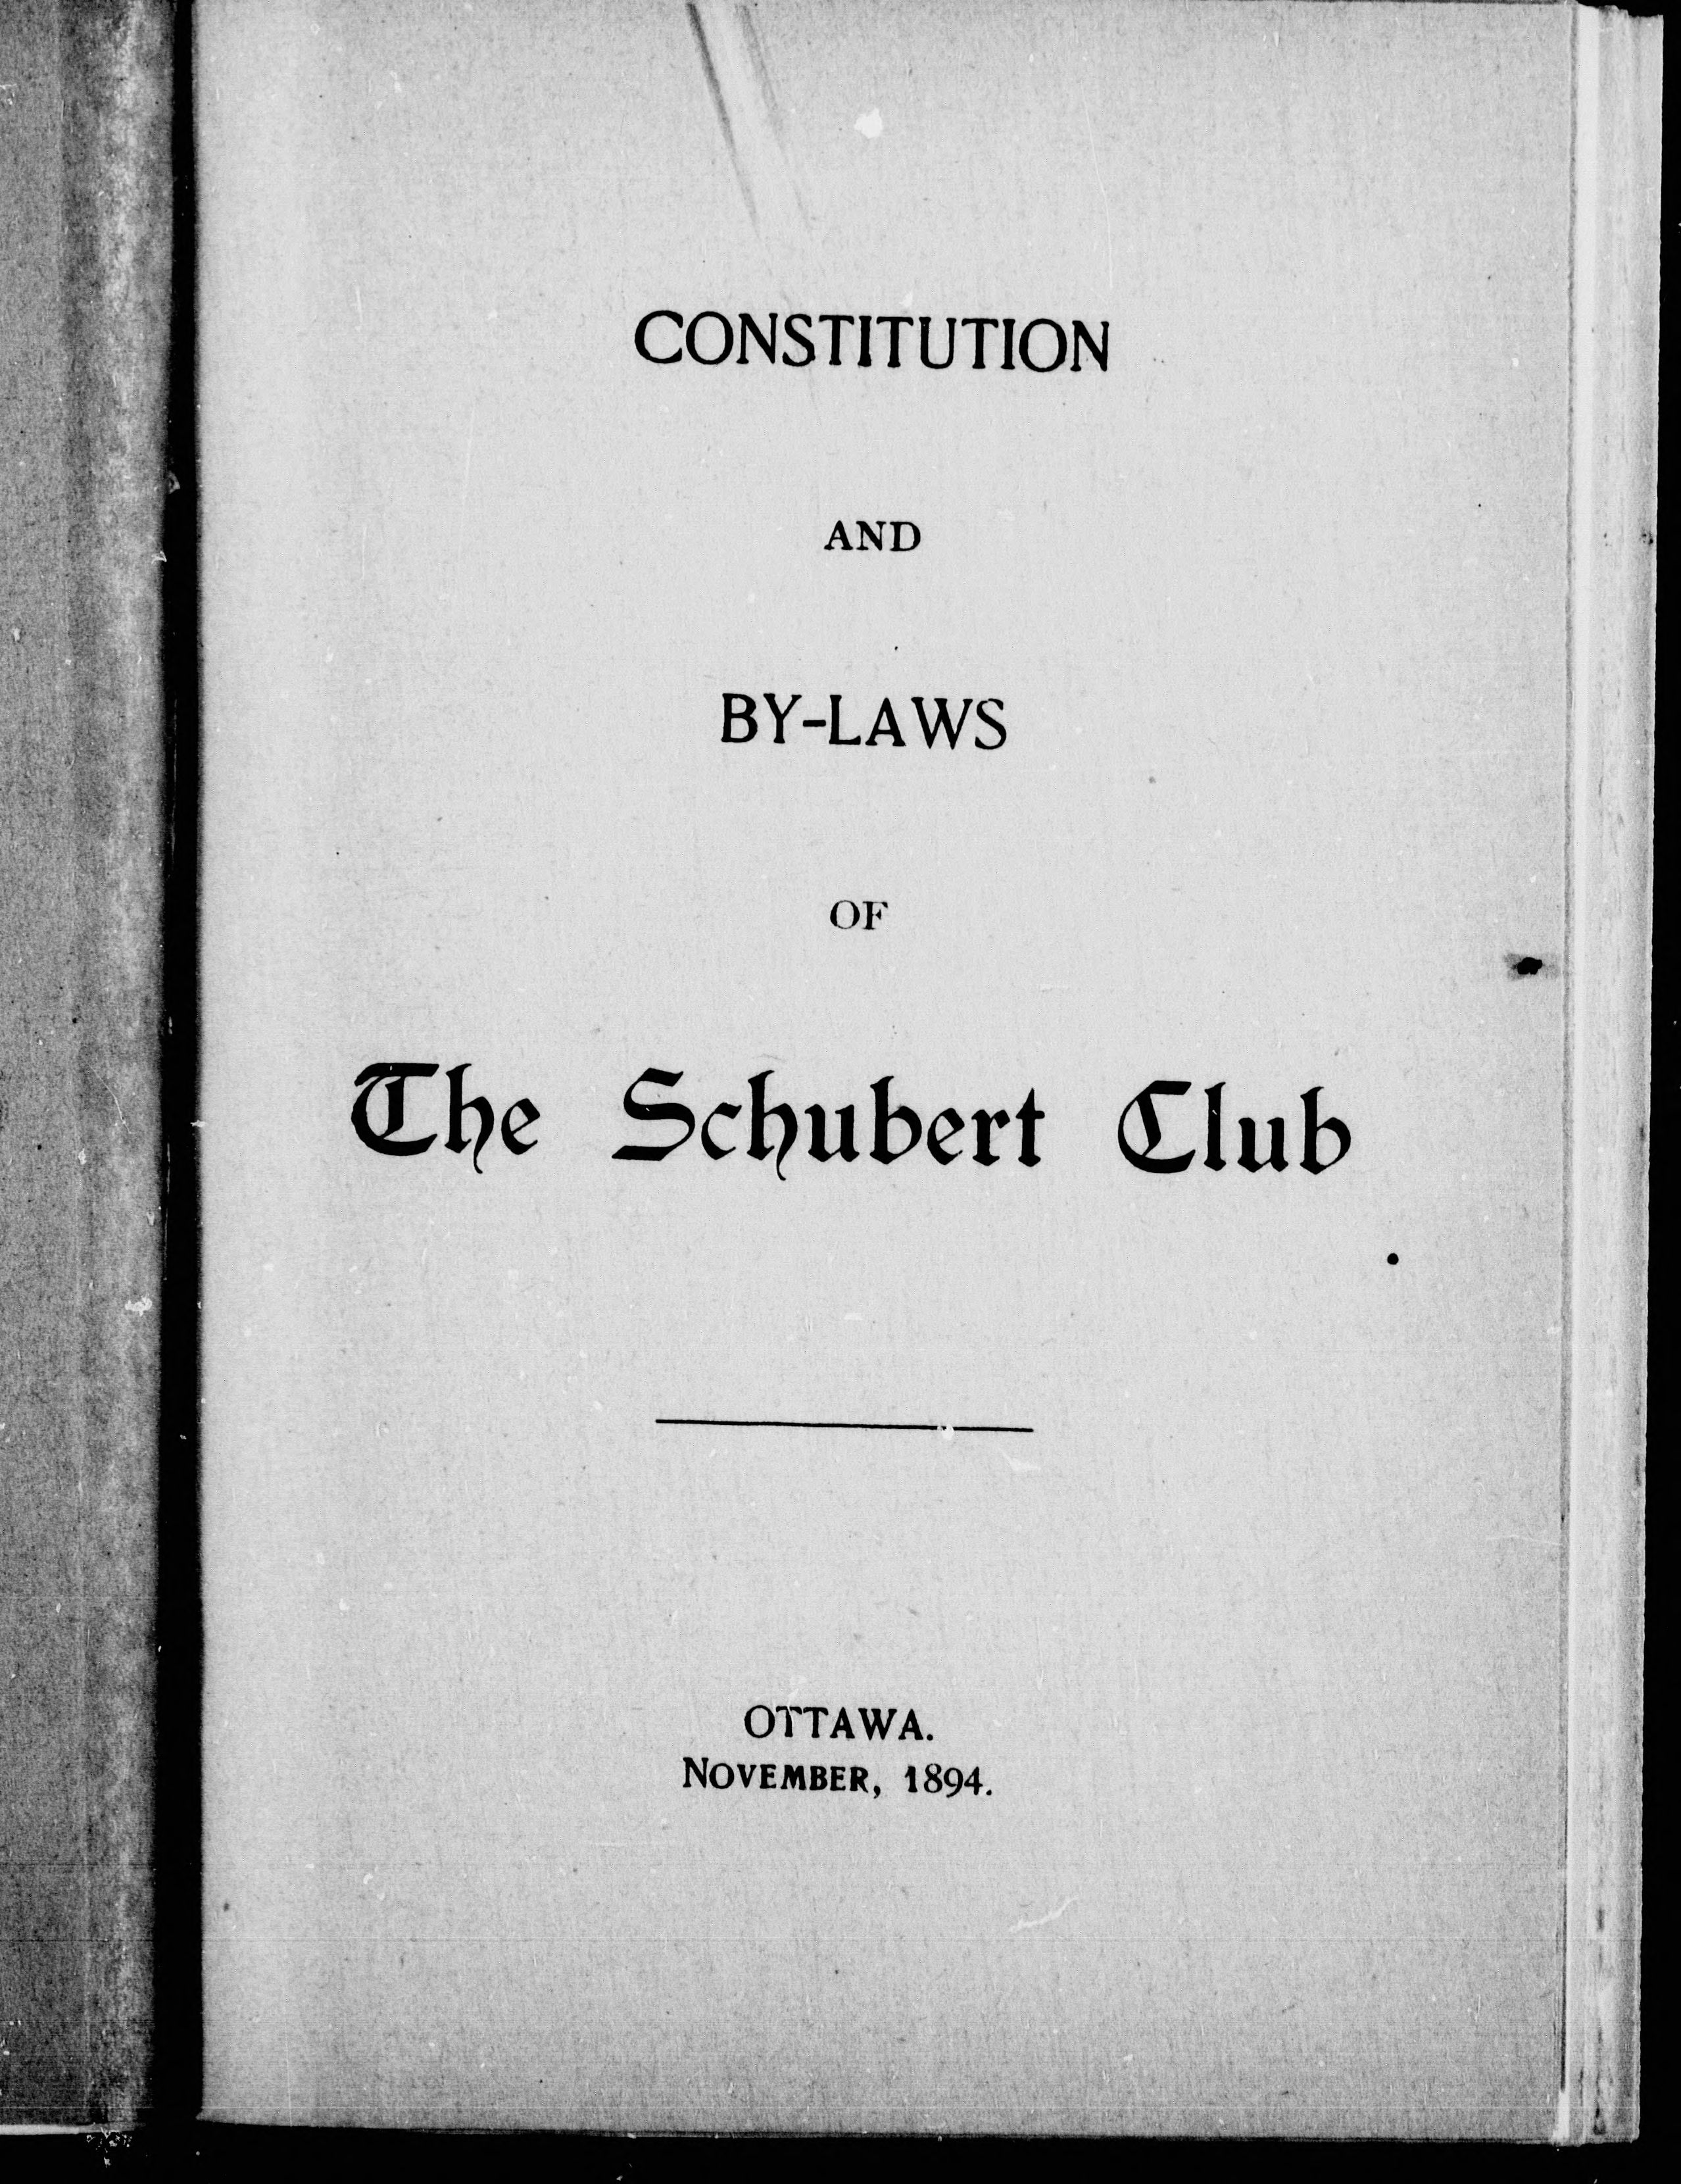 CONSTITUTION
AND
BY-LAWS
OF
The Schubert Club
OTTAWA.
NOVEMBER, 1894.